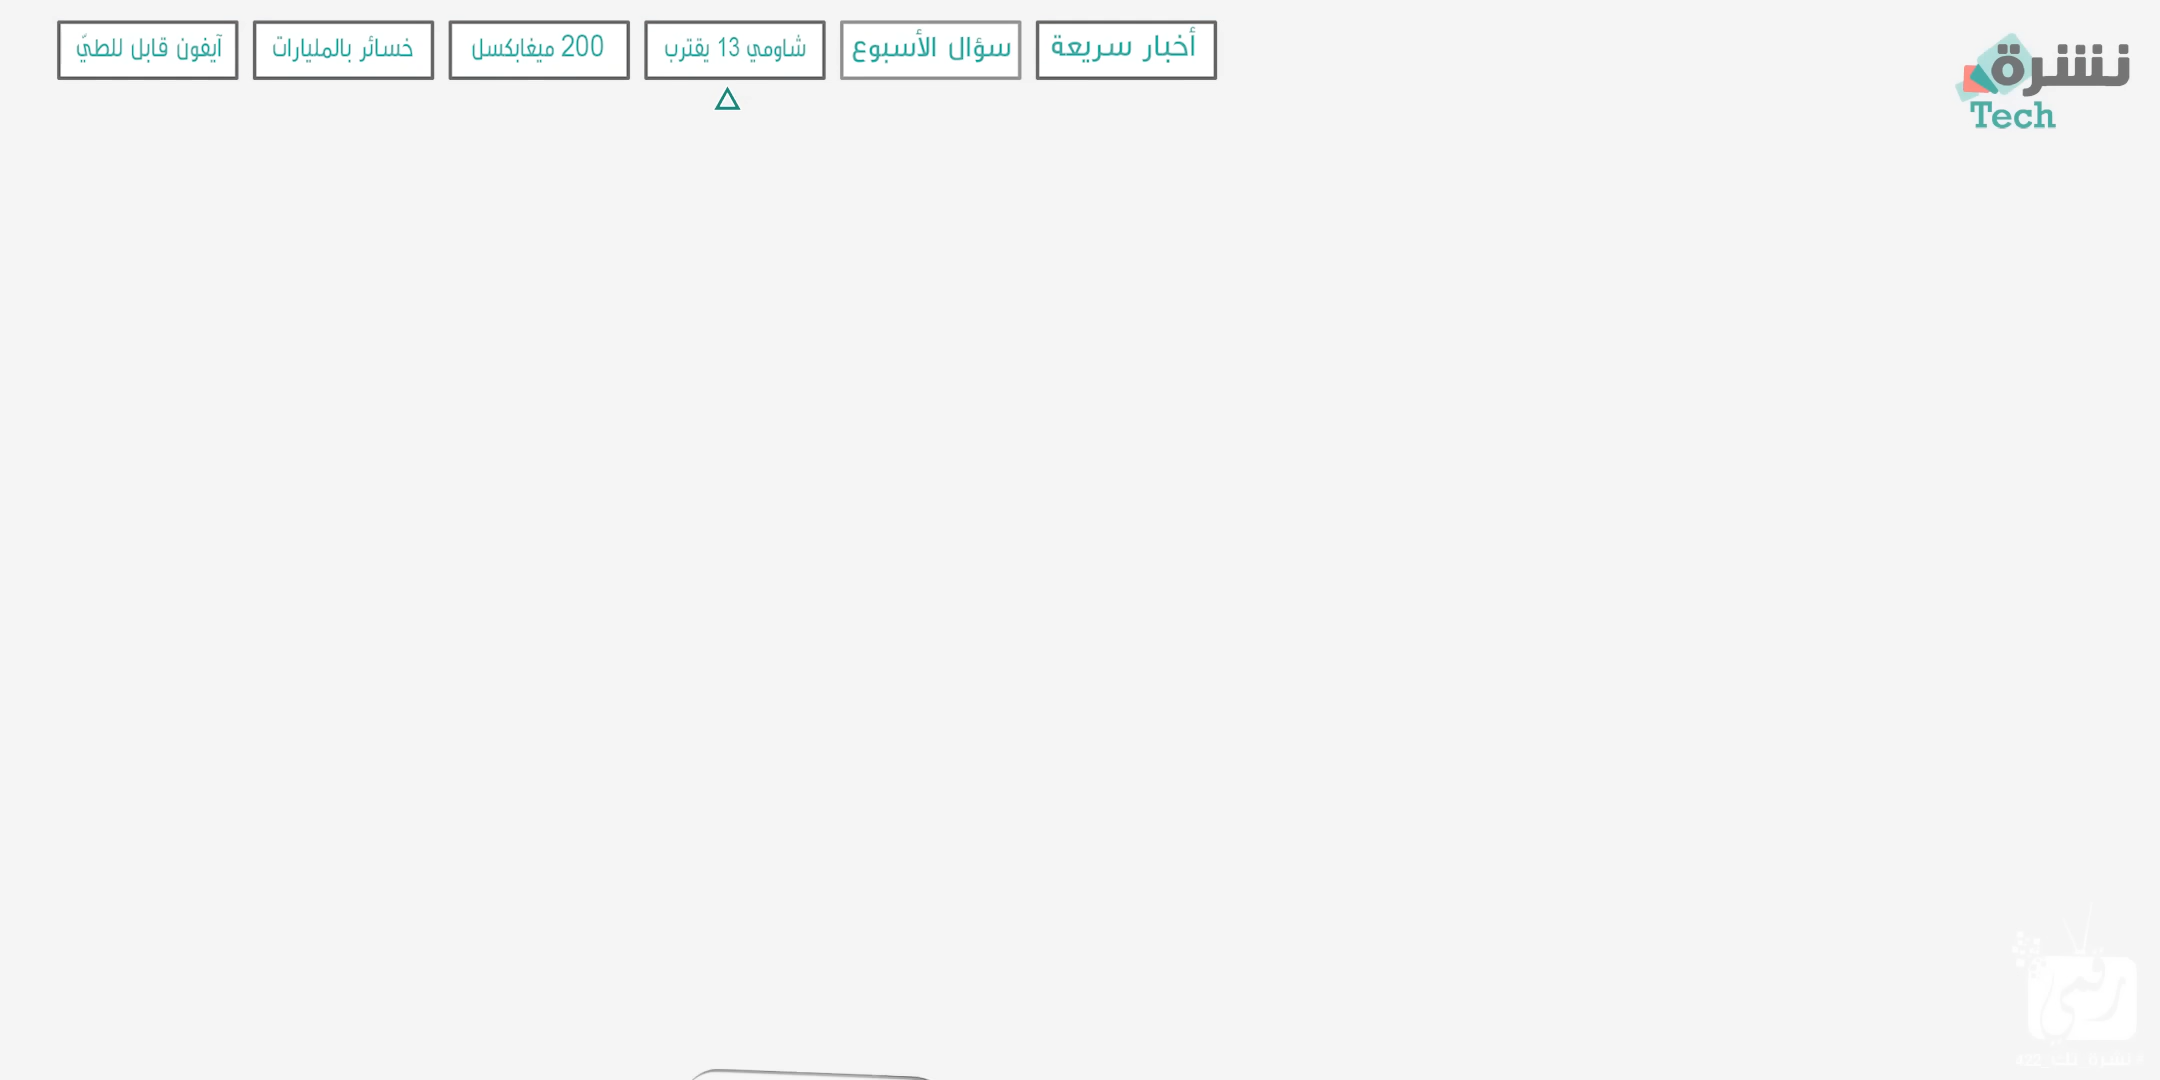 أخبار سريعة
سؤال الأسبوع
شاومي 13 يقترب
200 ميغابكسل
خسائر بالمليارات
آيفون قابل للطيّ
نشرة
Tech